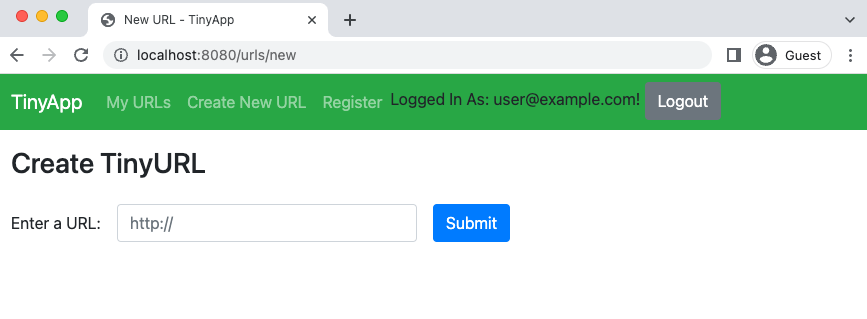 New URL - TinyApp
localhost:8080/urls/new
Guest
TinyApp My URLs Create New URL Register Logged In As: user@example.com! Logout
Create TinyURL
Enter a URL: http:// Submit